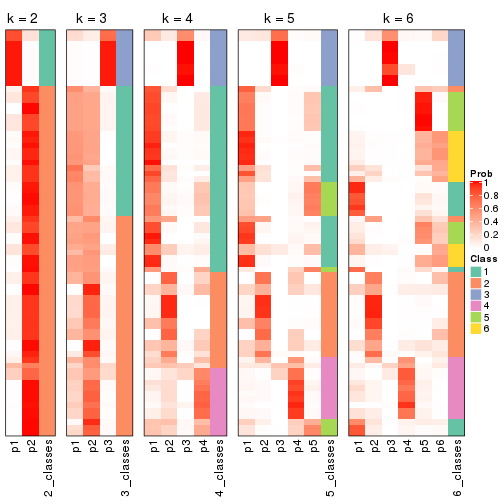 k = 2
k = 3
k = 4
k = 5
k = 6
Prob
1
0.8
0.6
0.4
0.2
0
Class
1
2
3
4
5
6
p1 p2 2_classes
p1 p2 p3 3_classes
p1 p2 p3 p4 4_classes
p1 p2 p3 p4 p5 5_classes
p1 p2 p3 p4 p5 p6 6_classes